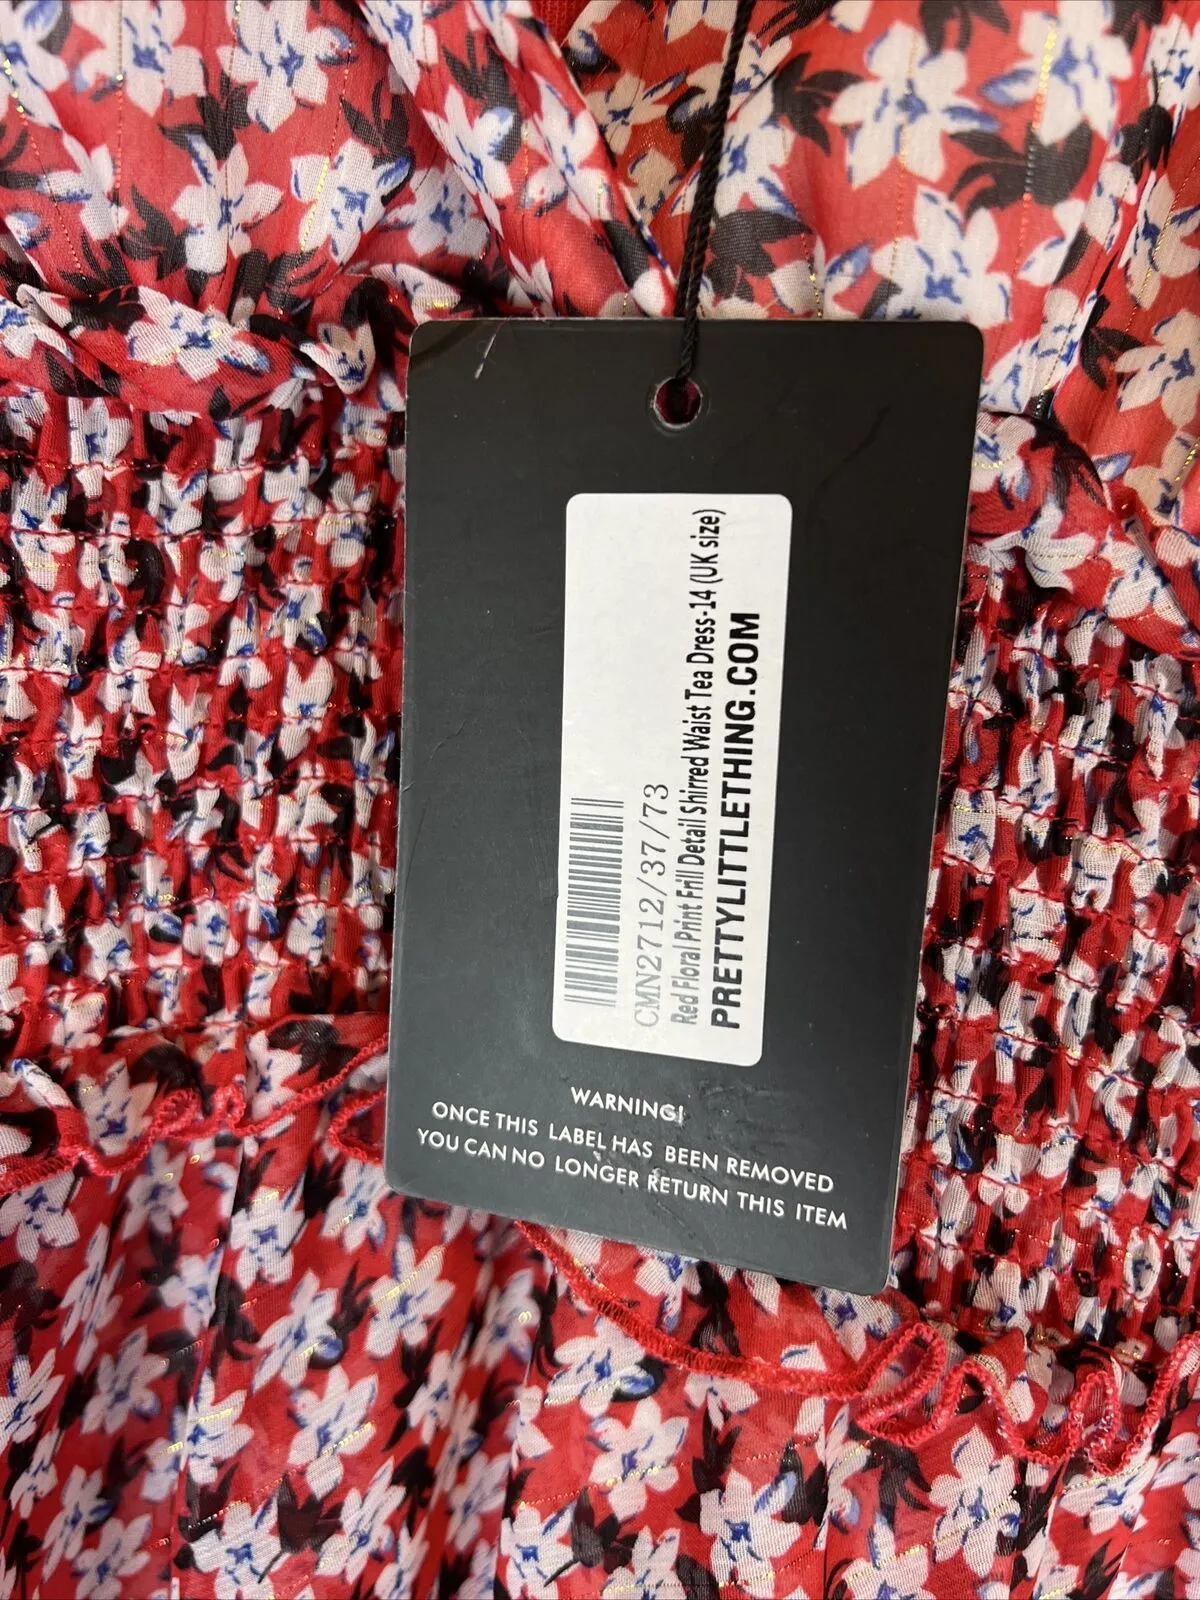 CMN2712/37/73
Red Floral Print Frill Detail Shirred Waist Tea Dress-14 (UK size)
PRETTYLITTLETHING.COM
WARNING!
ONCE THIS LABEL HAS BEEN REMOVED
YOU CAN NO LONGER RETURN THIS ITEM